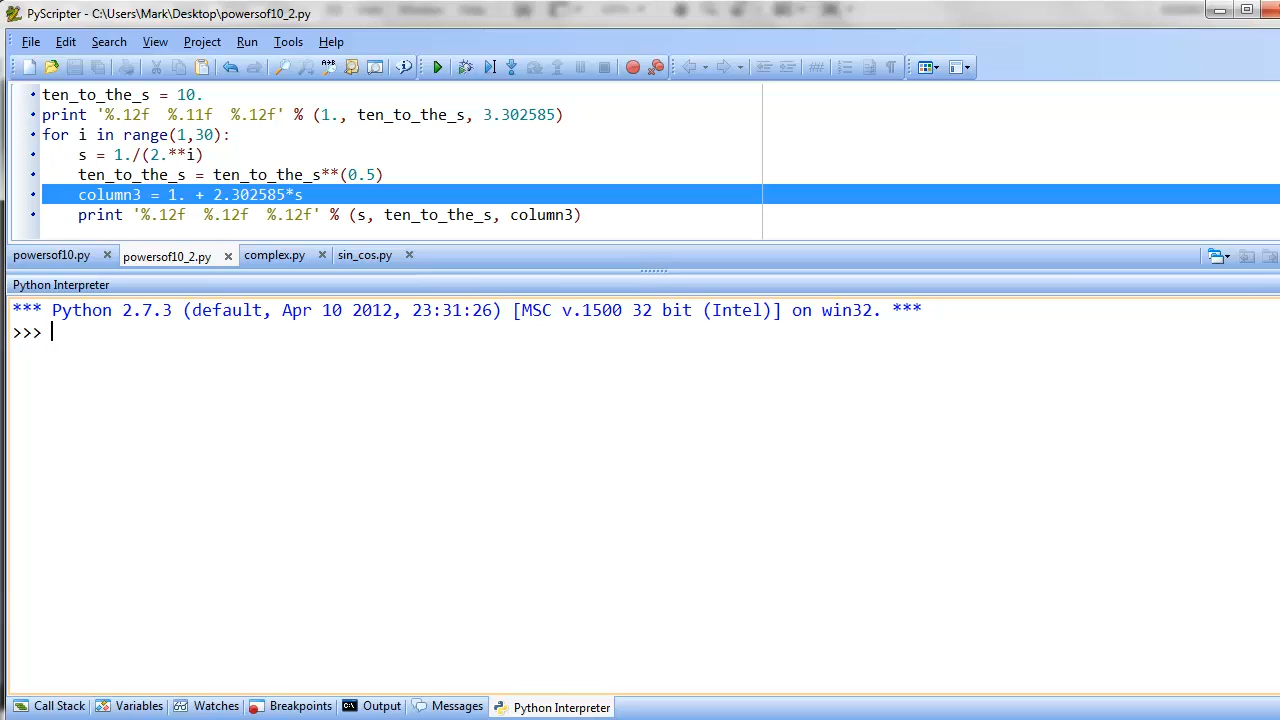 PyScripter - C:\Users\Mark\Desktop\powersof10_2.py
File Edit Search View Project Run Tools Help
ten_to_the_s = 10.
print '%.12f  %.11f  %.12f' % (1., ten_to_the_s, 3.302585)
for i in range(1,30):
    s = 1./(2.**i)
    ten_to_the_s = ten_to_the_s**(0.5)
    column3 = 1. + 2.302585*s
    print '%.12f  %.12f  %.12f' % (s, ten_to_the_s, column3)
powersof10.py powersof10_2.py complex.py sin_cos.py
Python Interpreter
*** Python 2.7.3 (default, Apr 10 2012, 23:31:26) [MSC v.1500 32 bit (Intel)] on win32. ***
>>>
Call Stack Variables Watches Breakpoints Output Messages Python Interpreter